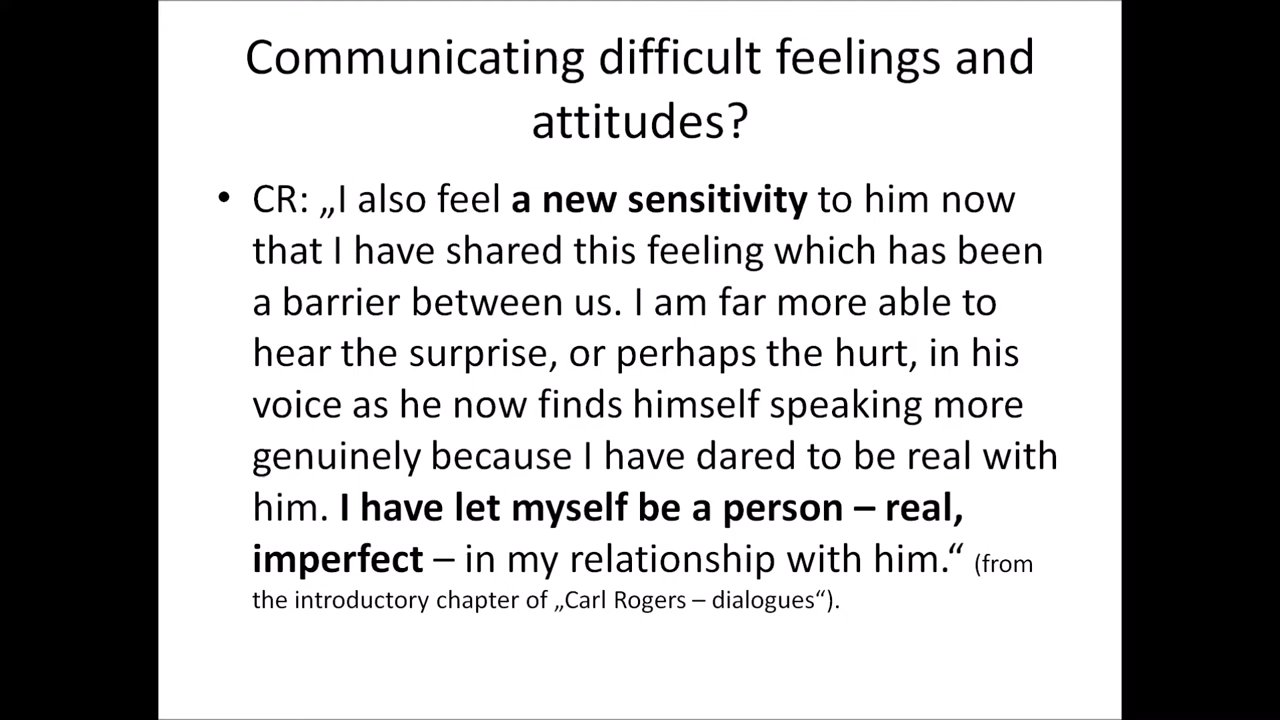 Communicating difficult feelings and
attitudes?
• CR: „I also feel a new sensitivity to him now
that I have shared this feeling which has been
a barrier between us. I am far more able to
hear the surprise, or perhaps the hurt, in his
voice as he now finds himself speaking more
genuinely because I have dared to be real with
him. I have let myself be a person – real,
imperfect – in my relationship with him.“ (from
the introductory chapter of „Carl Rogers – dialogues“).